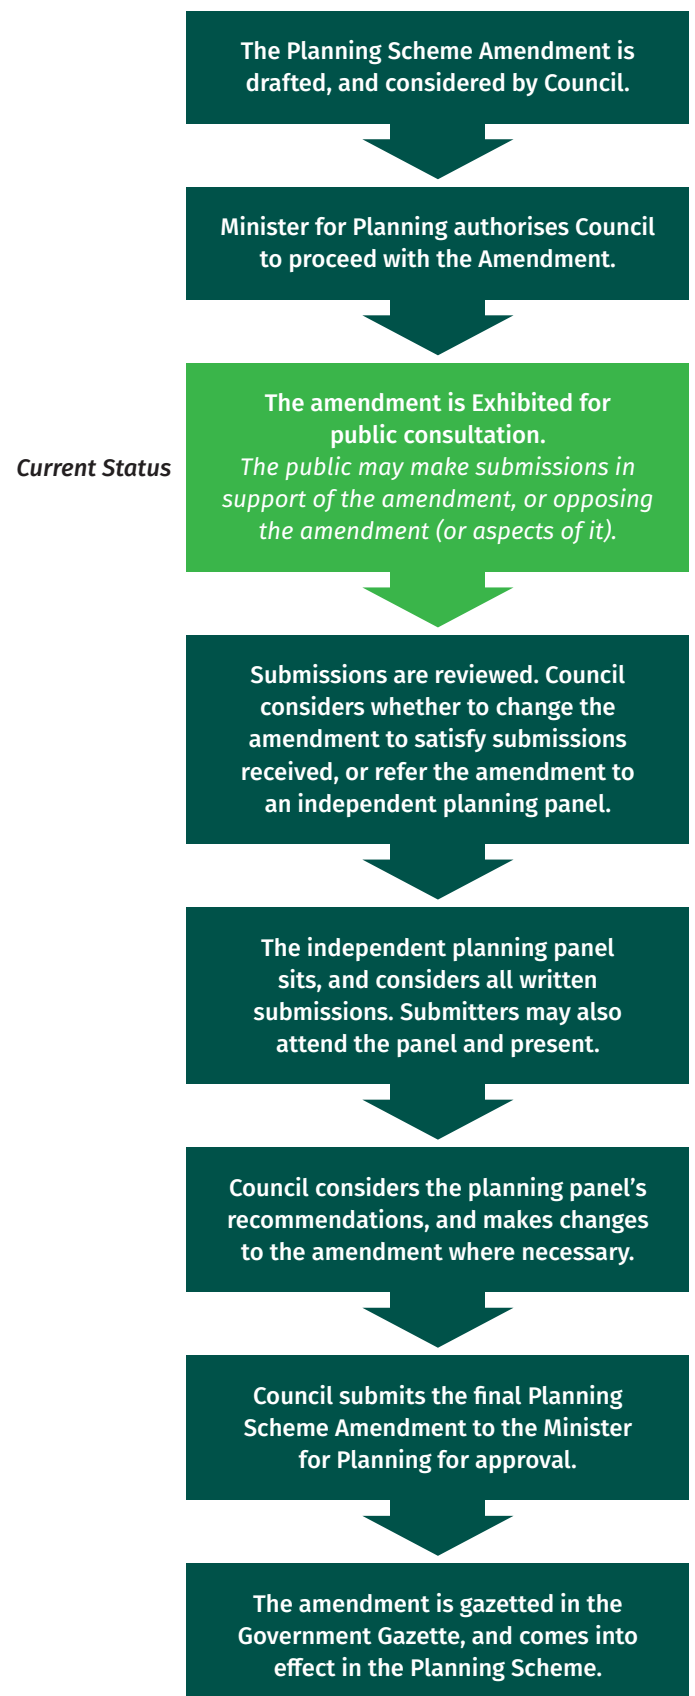 The Planning Scheme Amendment is
drafted, and considered by Council.
Minister for Planning authorises Council
to proceed with the Amendment.
Current Status
The amendment is Exhibited for
public consultation.
The public may make submissions in
support of the amendment, or opposing
the amendment (or aspects of it).
Submissions are reviewed. Council
considers whether to change the
amendment to satisfy submissions
received, or refer the amendment to
an independent planning panel.
The independent planning panel
sits, and considers all written
submissions. Submitters may also
attend the panel and present.
Council considers the planning panel’s
recommendations, and makes changes
to the amendment where necessary.
Council submits the final Planning
Scheme Amendment to the Minister
for Planning for approval.
The amendment is gazetted in the
Government Gazette, and comes into
effect in the Planning Scheme.